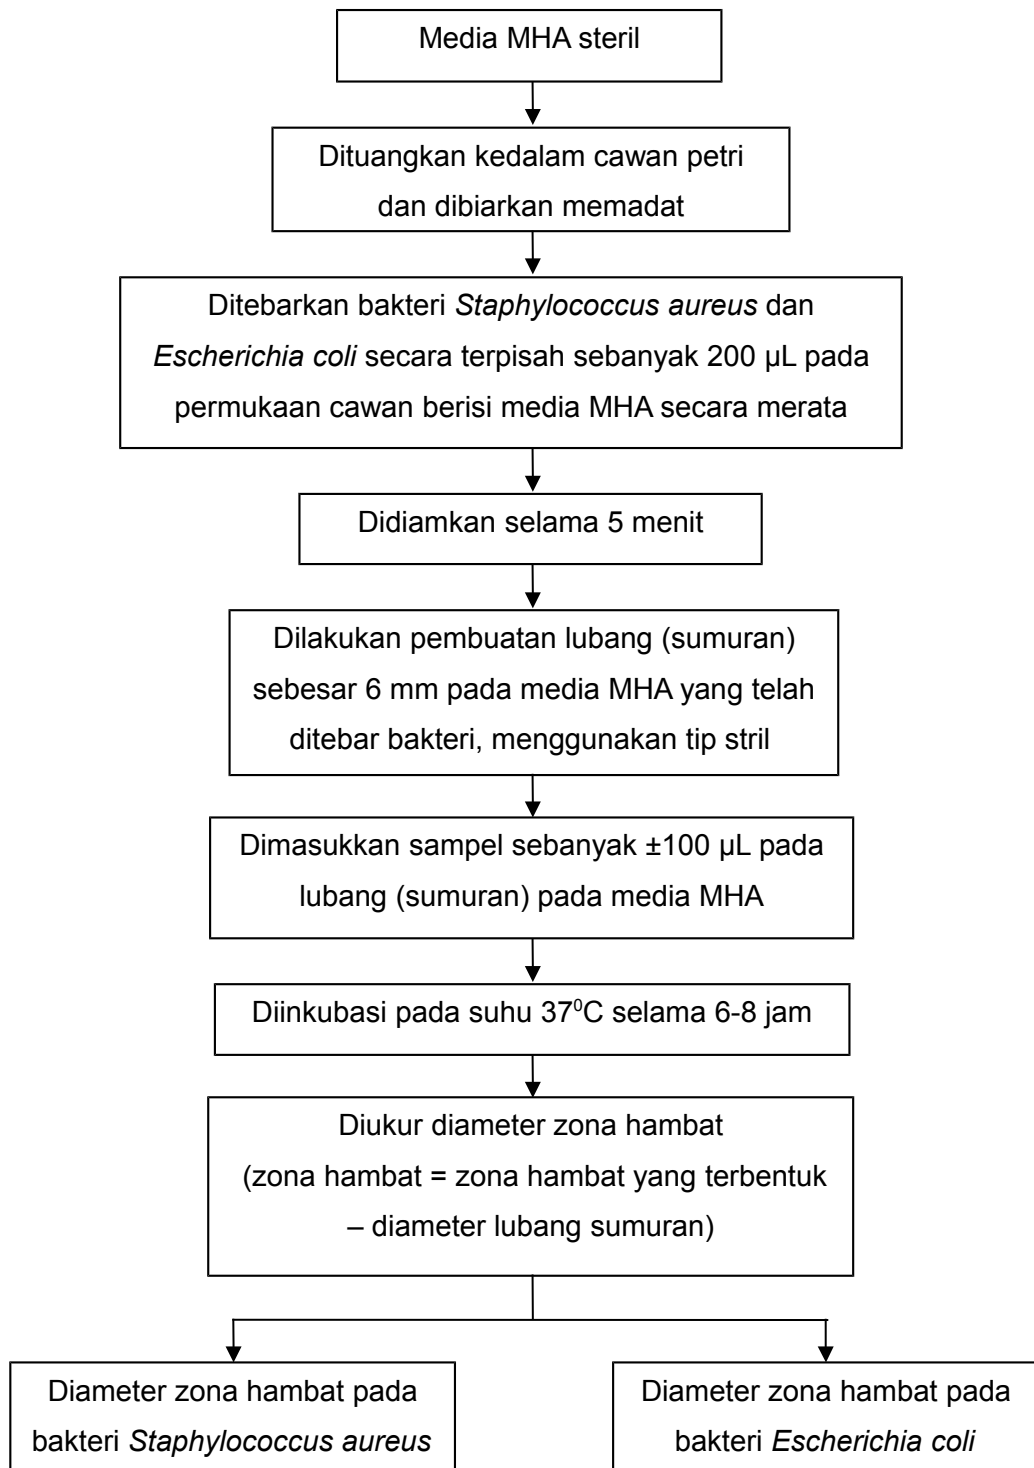 Media MHA steril
Dituangkan kedalam cawan petri
dan dibiarkan memadat
Ditebarkan bakteri Staphylococcus aureus dan
Escherichia coli secara terpisah sebanyak 200 µL pada
permukaan cawan berisi media MHA secara merata
Didiamkan selama 5 menit
Dilakukan pembuatan lubang (sumuran)
sebesar 6 mm pada media MHA yang telah
ditebar bakteri, menggunakan tip stril
Dimasukkan sampel sebanyak ±100 µL pada
lubang (sumuran) pada media MHA
Diinkubasi pada suhu 37⁰C selama 6-8 jam
Diukur diameter zona hambat
(zona hambat = zona hambat yang terbentuk
– diameter lubang sumuran)
Diameter zona hambat pada
bakteri Staphylococcus aureus
Diameter zona hambat pada
bakteri Escherichia coli